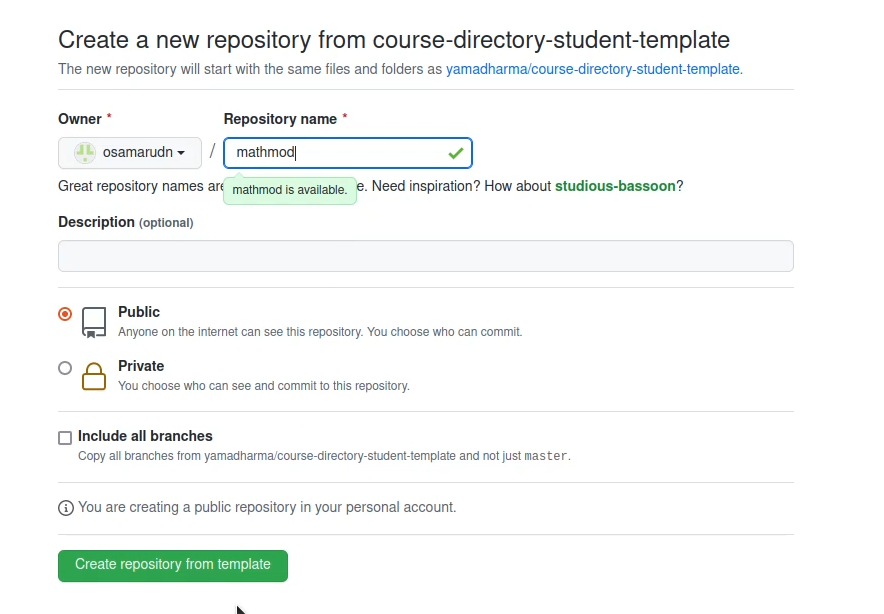 Create a new repository from course-directory-student-template
The new repository will start with the same files and folders as yamadharma/course-directory-student-template.
Owner * Repository name *
osamarudn / mathmod
Great repository names are e. Need inspiration? How about studious-bassoon?
mathmod is available.
Description (optional)
Public
Anyone on the internet can see this repository. You choose who can commit.
Private
You choose who can see and commit to this repository.
Include all branches
Copy all branches from yamadharma/course-directory-student-template and not just master.
You are creating a public repository in your personal account.
Create repository from template